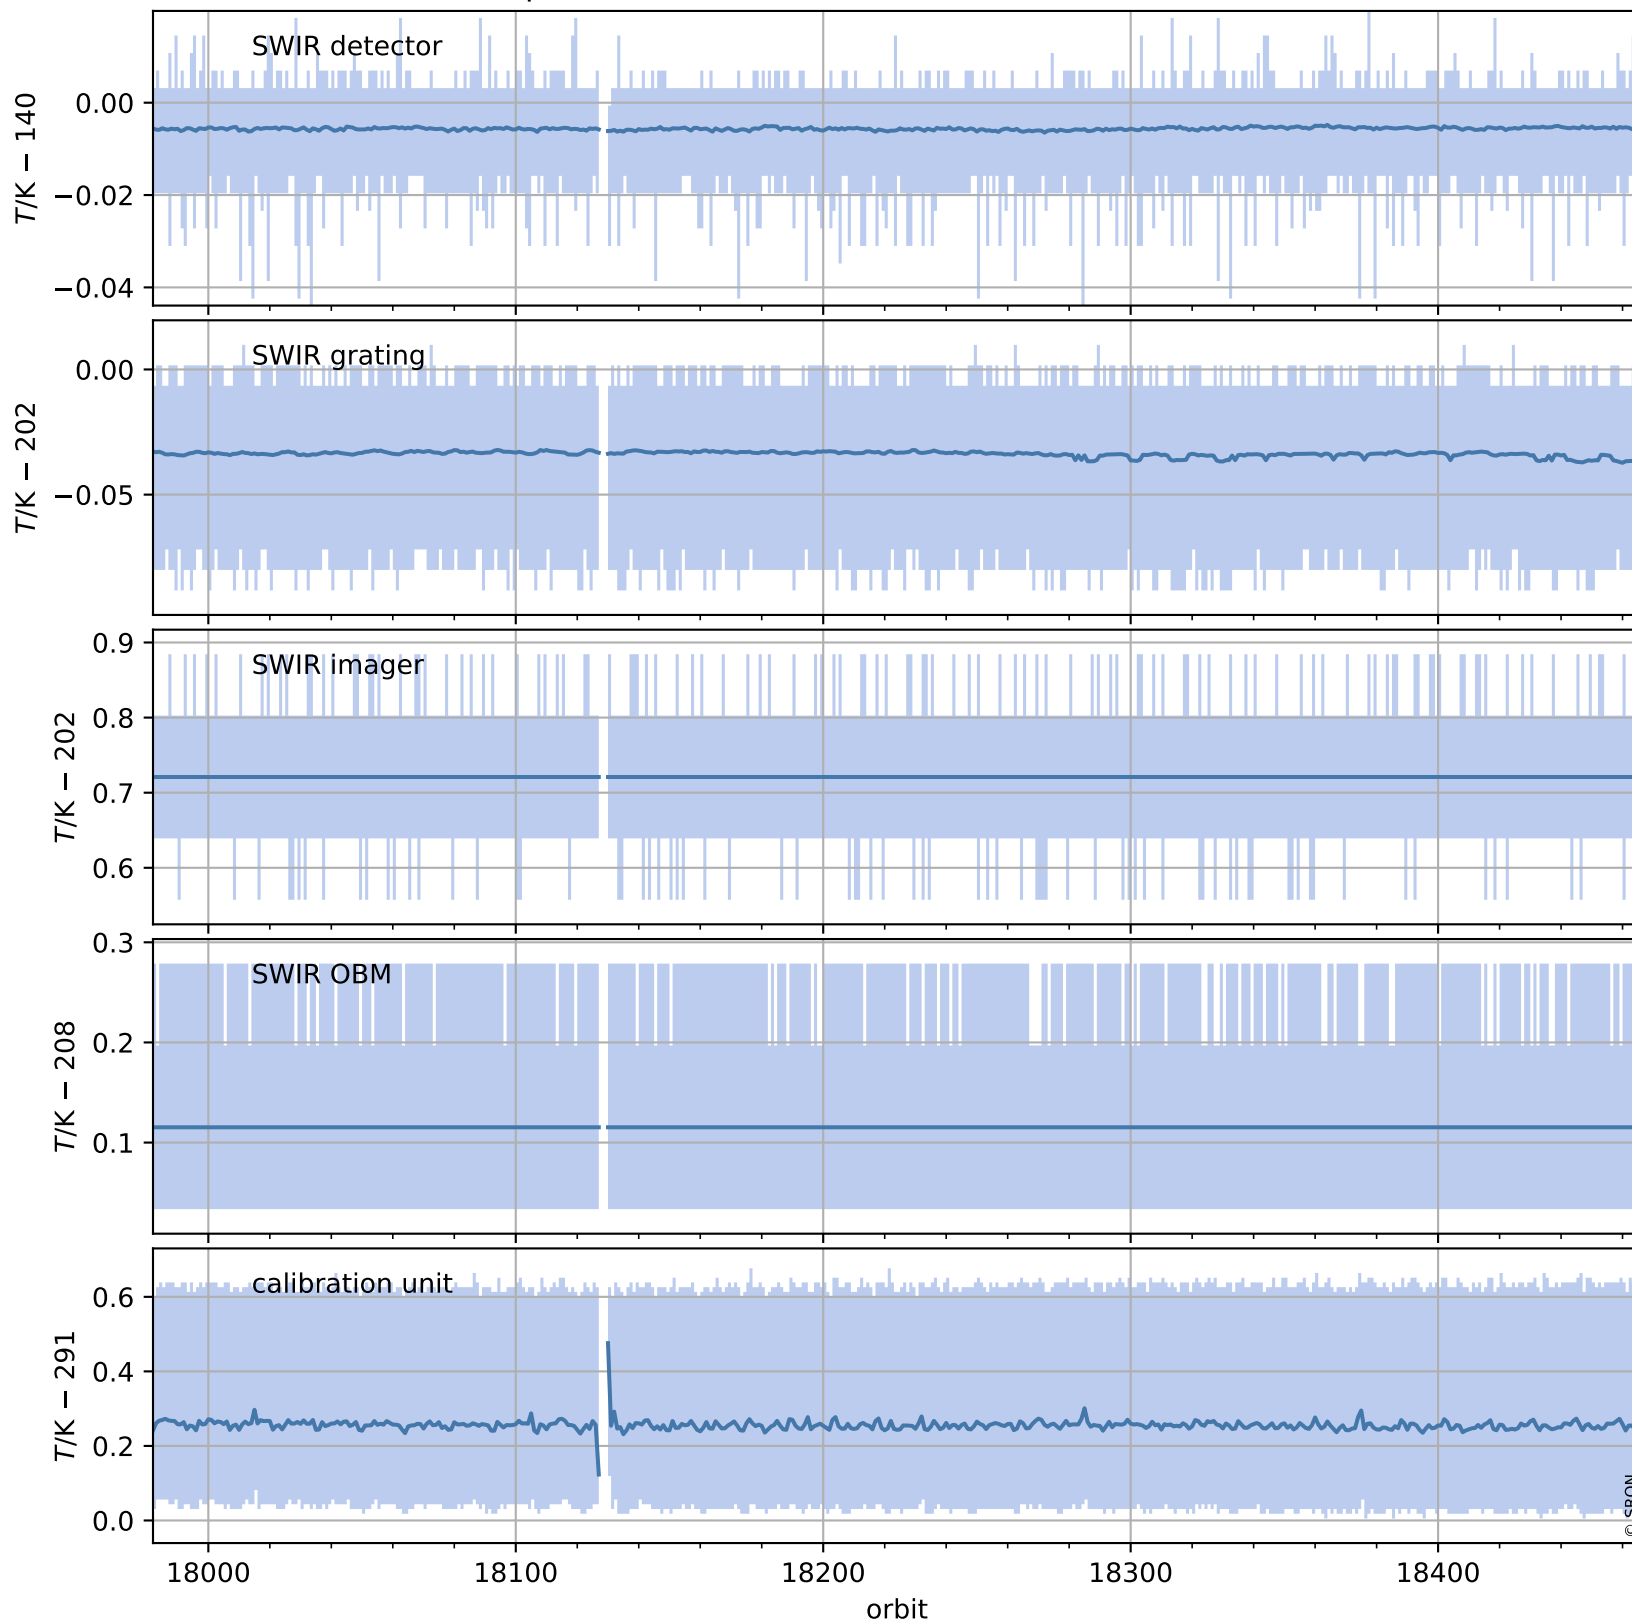 SWIR detector
0.00
−0.02
−0.04
T/K − 140
SWIR grating
0.00
−0.05
T/K − 202
SWIR imager
0.9
0.8
0.7
0.6
T/K − 202
SWIR OBM
0.3
0.2
0.1
T/K − 208
calibration unit
0.6
0.4
0.2
0.0
T/K − 291
© SRON
18000 18100 18200 18300 18400
orbit